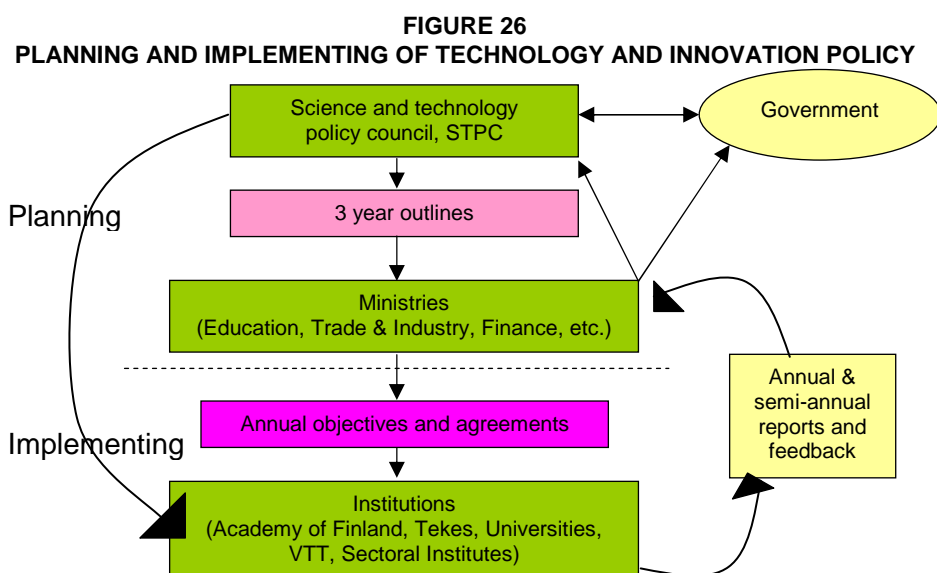 FIGURE 26
PLANNING AND IMPLEMENTING OF TECHNOLOGY AND INNOVATION POLICY
Science and technology
policy council, STPC
Government
Planning
3 year outlines
Ministries
(Education, Trade & Industry, Finance, etc.)
Annual &
semi-annual
reports and
feedback
Annual objectives and agreements
Implementing
Institutions
(Academy of Finland, Tekes, Universities,
VTT, Sectoral Institutes)